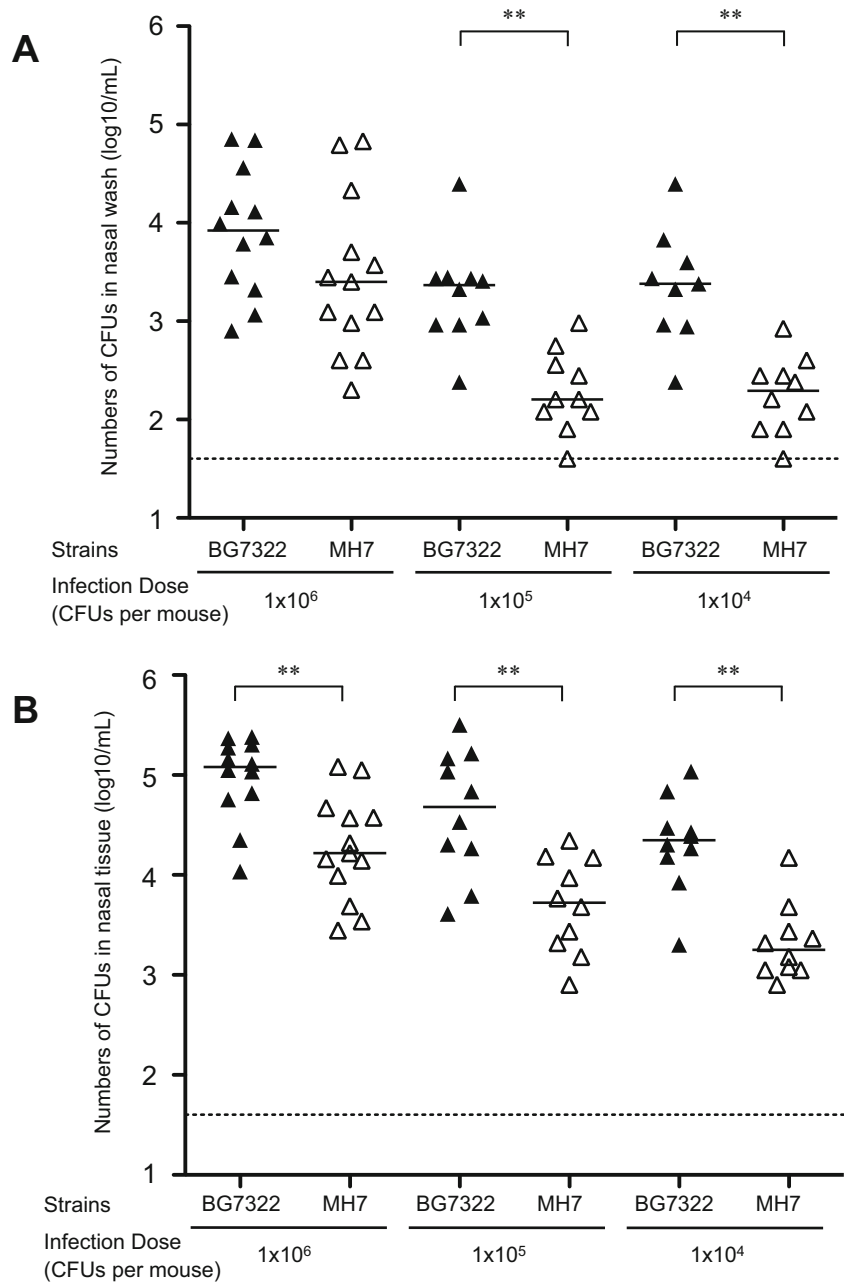 A
Numbers of CFUs in nasal wash (log10/mL)
6
5
4
3
2
1
** **
Strains BG7322 MH7 BG7322 MH7 BG7322 MH7
Infection Dose
(CFUs per mouse) 1x10⁶ 1x10⁵ 1x10⁴
B
Numbers of CFUs in nasal tissue (log10/mL)
6
5
4
3
2
1
** ** **
Strains BG7322 MH7 BG7322 MH7 BG7322 MH7
Infection Dose
(CFUs per mouse) 1x10⁶ 1x10⁵ 1x10⁴